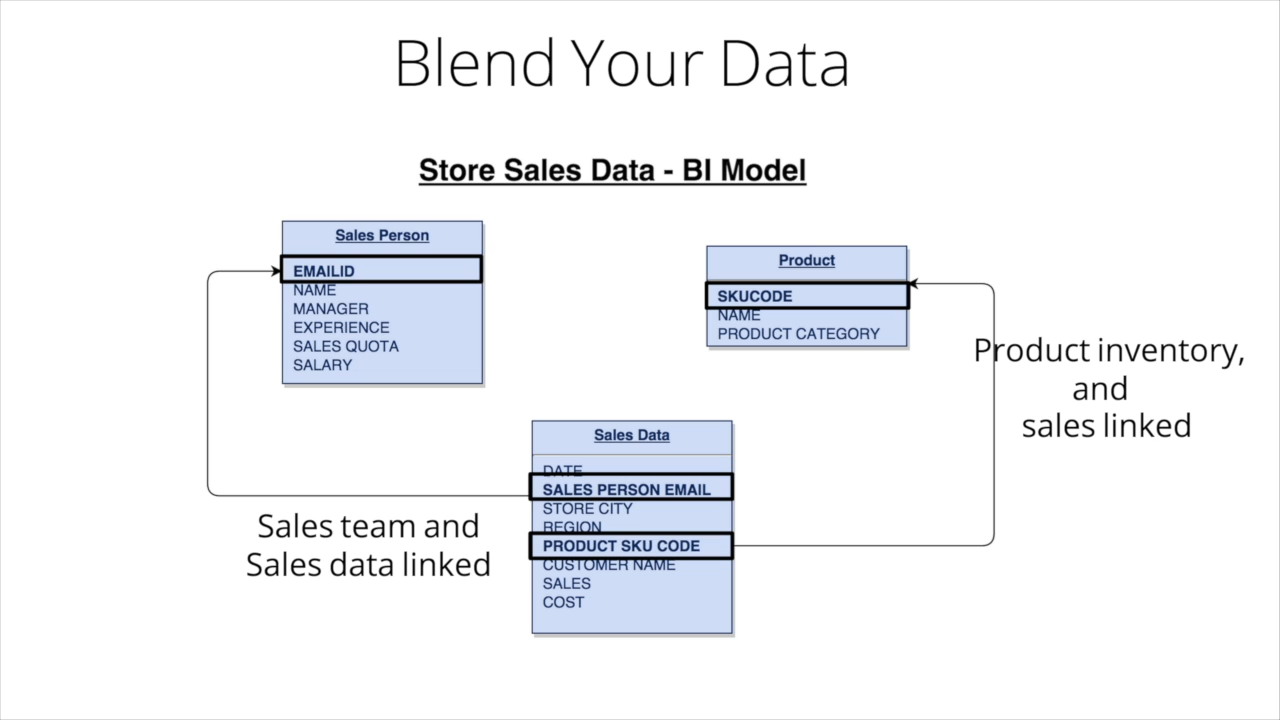 Blend Your Data
Store Sales Data - BI Model
Sales Person
EMAILID
NAME
MANAGER
EXPERIENCE
SALES QUOTA
SALARY
Product
SKUCODE
NAME
PRODUCT CATEGORY
Product inventory,
and
sales linked
Sales Data
DATE
SALES PERSON EMAIL
STORE CITY
REGION
PRODUCT SKU CODE
CUSTOMER NAME
SALES
COST
Sales team and
Sales data linked